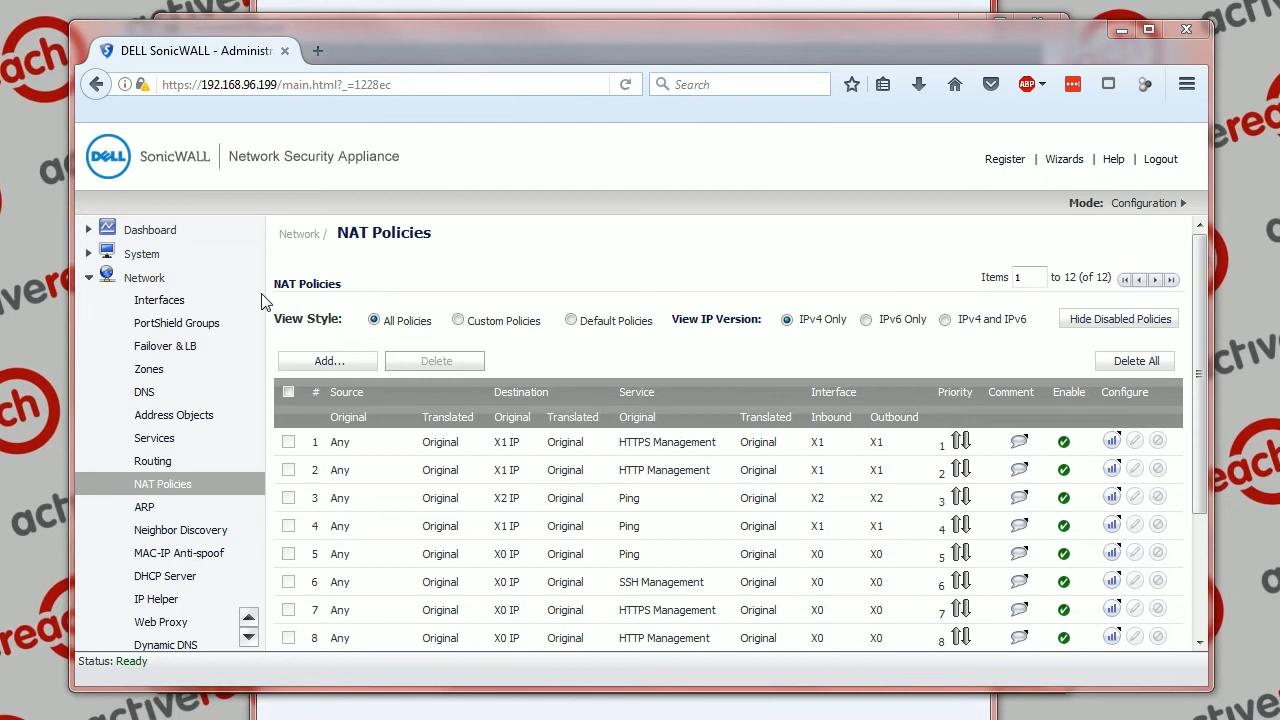 DELL SonicWALL - Administr
https://192.168.96.199/main.html?_=1228ec
Search
ABP
DELL SonicWALL | Network Security Appliance
Register | Wizards | Help | Logout
Mode: Configuration
Dashboard
System
Network
Interfaces
PortShield Groups
Failover & LB
Zones
DNS
Address Objects
Services
Routing
NAT Policies
ARP
Neighbor Discovery
MAC-IP Anti-spoof
DHCP Server
IP Helper
Web Proxy
Dynamic DNS
Network / NAT Policies
NAT Policies
Items 1 to 12 (of 12)
View Style: All Policies Custom Policies Default Policies View IP Version: IPv4 Only IPv6 Only IPv4 and IPv6 Hide Disabled Policies
Add... Delete Delete All
# Source Destination Service Interface Priority Comment Enable Configure
Original Translated Original Translated Original Translated Inbound Outbound
1 Any Original X1 IP Original HTTPS Management Original X1 X1 1
2 Any Original X1 IP Original HTTP Management Original X1 X1 2
3 Any Original X2 IP Original Ping Original X2 X2 3
4 Any Original X1 IP Original Ping Original X1 X1 4
5 Any Original X0 IP Original Ping Original X0 X0 5
6 Any Original X0 IP Original SSH Management Original X0 X0 6
7 Any Original X0 IP Original HTTPS Management Original X0 X0 7
8 Any Original X0 IP Original HTTP Management Original X0 X0 8
Status: Ready